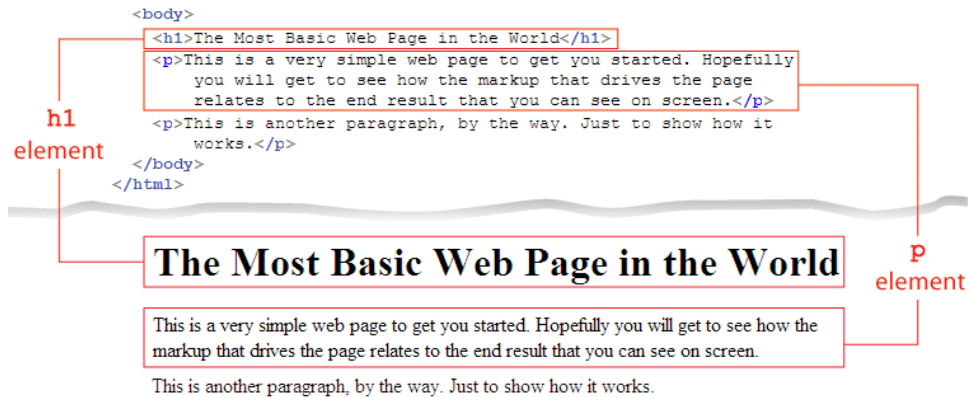 <body>
<h1>The Most Basic Web Page in the World</h1>
<p>This is a very simple web page to get you started. Hopefully
you will get to see how the markup that drives the page
relates to the end result that you can see on screen.</p>
<p>This is another paragraph, by the way. Just to show how it
works.</p>
</body>
</html>
h1
element
The Most Basic Web Page in the World
p
element
This is a very simple web page to get you started. Hopefully you will get to see how the
markup that drives the page relates to the end result that you can see on screen.
This is another paragraph, by the way. Just to show how it works.